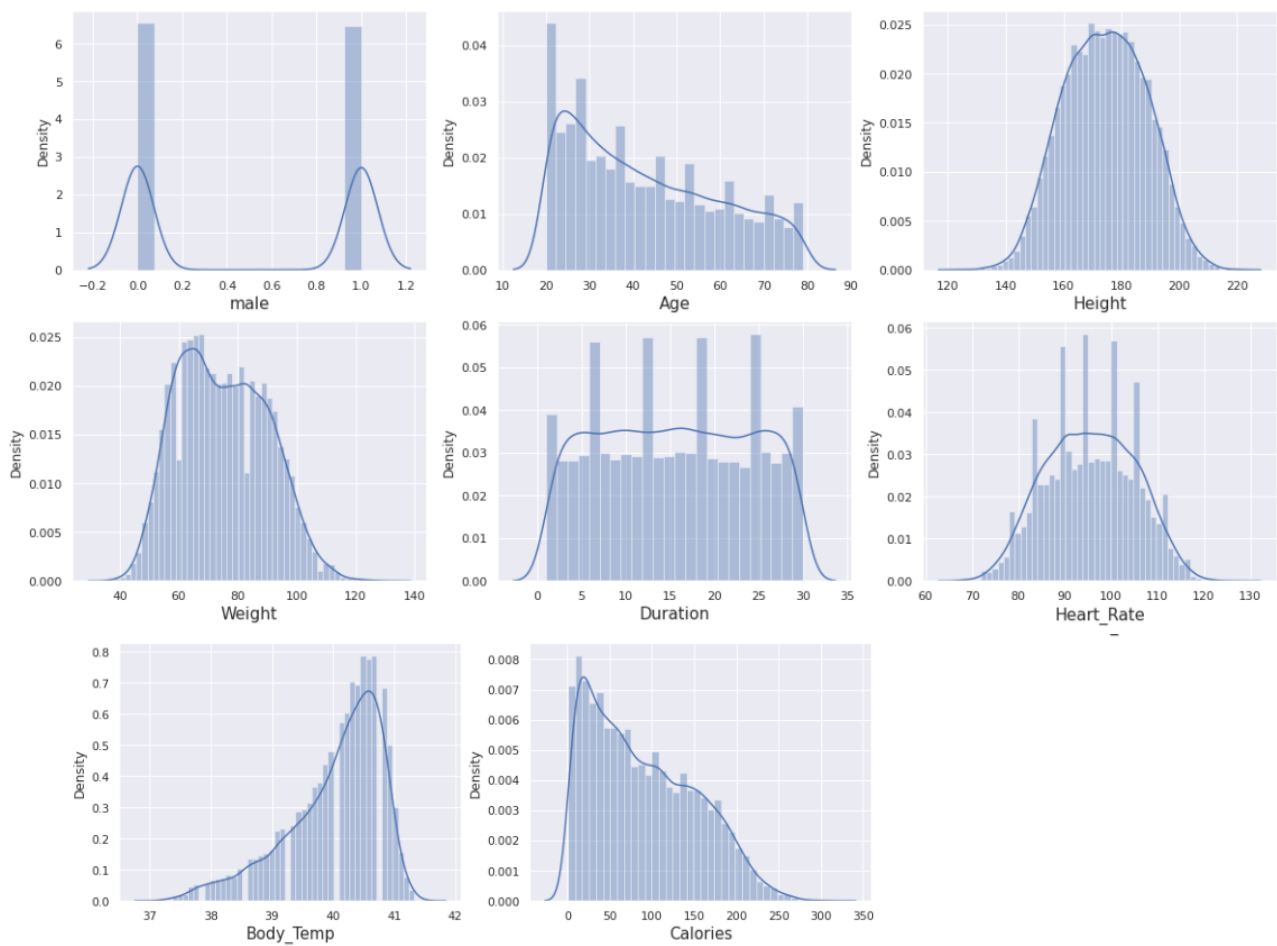 Density
6
5
4
3
2
1
0
−0.2 0.0 0.2 0.4 0.6 0.8 1.0 1.2
male
Density
0.04
0.03
0.02
0.01
0.00
10 20 30 40 50 60 70 80 90
Age
Density
0.025
0.020
0.015
0.010
0.005
0.000
120 140 160 180 200 220
Height
Density
0.025
0.020
0.015
0.010
0.005
0.000
40 60 80 100 120 140
Weight
Density
0.06
0.05
0.04
0.03
0.02
0.01
0.00
0 5 10 15 20 25 30 35
Duration
Density
0.06
0.05
0.04
0.03
0.02
0.01
0.00
60 70 80 90 100 110 120 130
Heart_Rate
Density
0.8
0.7
0.6
0.5
0.4
0.3
0.2
0.1
0.0
37 38 39 40 41 42
Body_Temp
Density
0.008
0.007
0.006
0.005
0.004
0.003
0.002
0.001
0.000
0 50 100 150 200 250 300 350
Calories